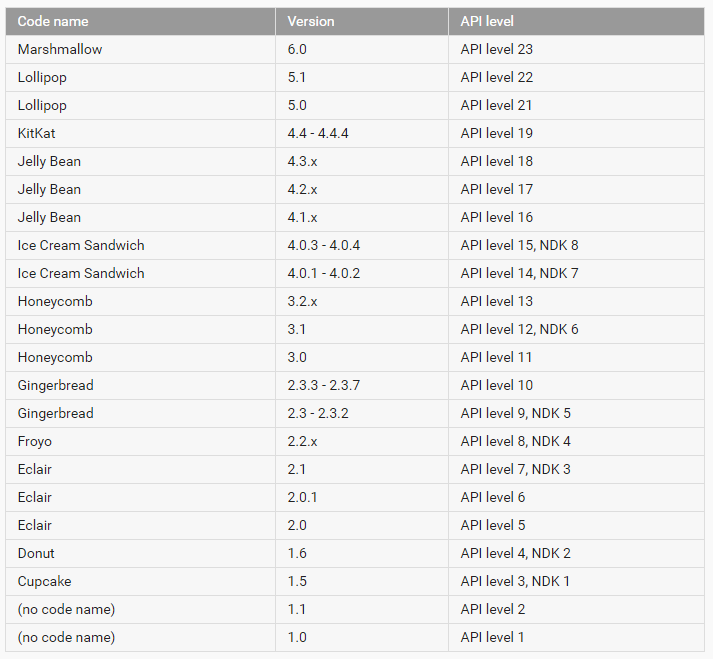 Code name Version API level
Marshmallow 6.0 API level 23
Lollipop 5.1 API level 22
Lollipop 5.0 API level 21
KitKat 4.4 - 4.4.4 API level 19
Jelly Bean 4.3.x API level 18
Jelly Bean 4.2.x API level 17
Jelly Bean 4.1.x API level 16
Ice Cream Sandwich 4.0.3 - 4.0.4 API level 15, NDK 8
Ice Cream Sandwich 4.0.1 - 4.0.2 API level 14, NDK 7
Honeycomb 3.2.x API level 13
Honeycomb 3.1 API level 12, NDK 6
Honeycomb 3.0 API level 11
Gingerbread 2.3.3 - 2.3.7 API level 10
Gingerbread 2.3 - 2.3.2 API level 9, NDK 5
Froyo 2.2.x API level 8, NDK 4
Eclair 2.1 API level 7, NDK 3
Eclair 2.0.1 API level 6
Eclair 2.0 API level 5
Donut 1.6 API level 4, NDK 2
Cupcake 1.5 API level 3, NDK 1
(no code name) 1.1 API level 2
(no code name) 1.0 API level 1